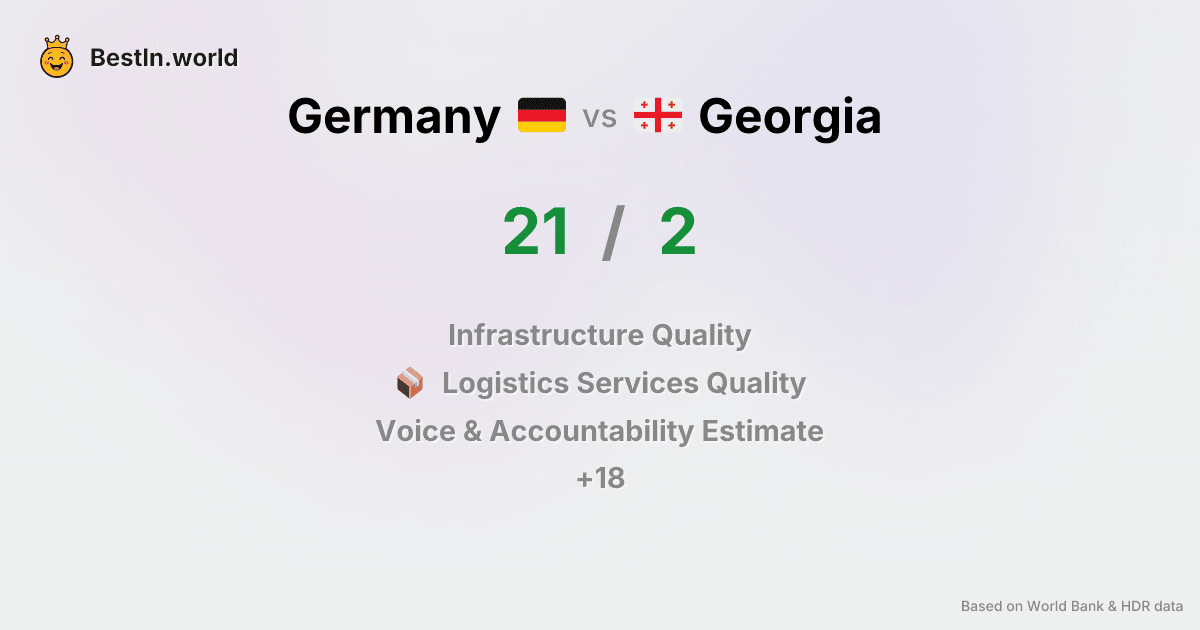 BestIn.world
Germany vs Georgia
21 / 2
Infrastructure Quality
Logistics Services Quality
Voice & Accountability Estimate
+18
Based on World Bank & HDR data